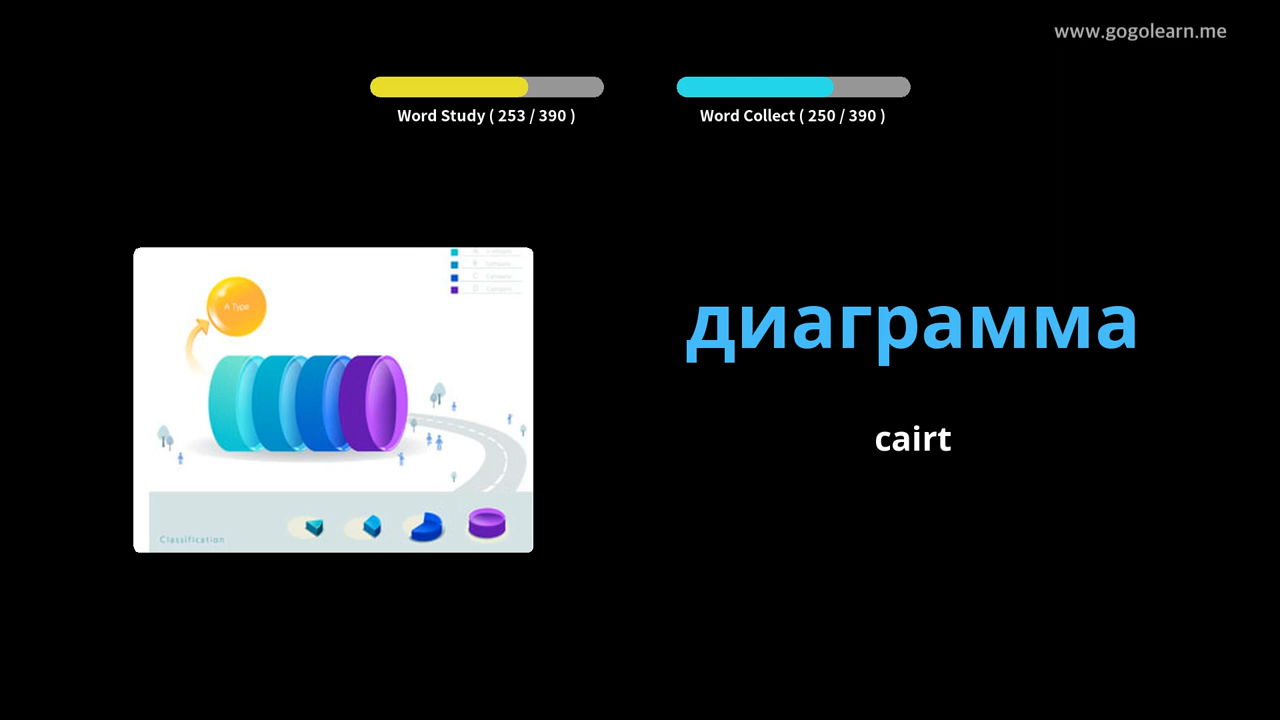 www.gogolearn.me
Word Study ( 253 / 390 )
Word Collect ( 250 / 390 )
A Type
C
диаграмма
cairt
Classification